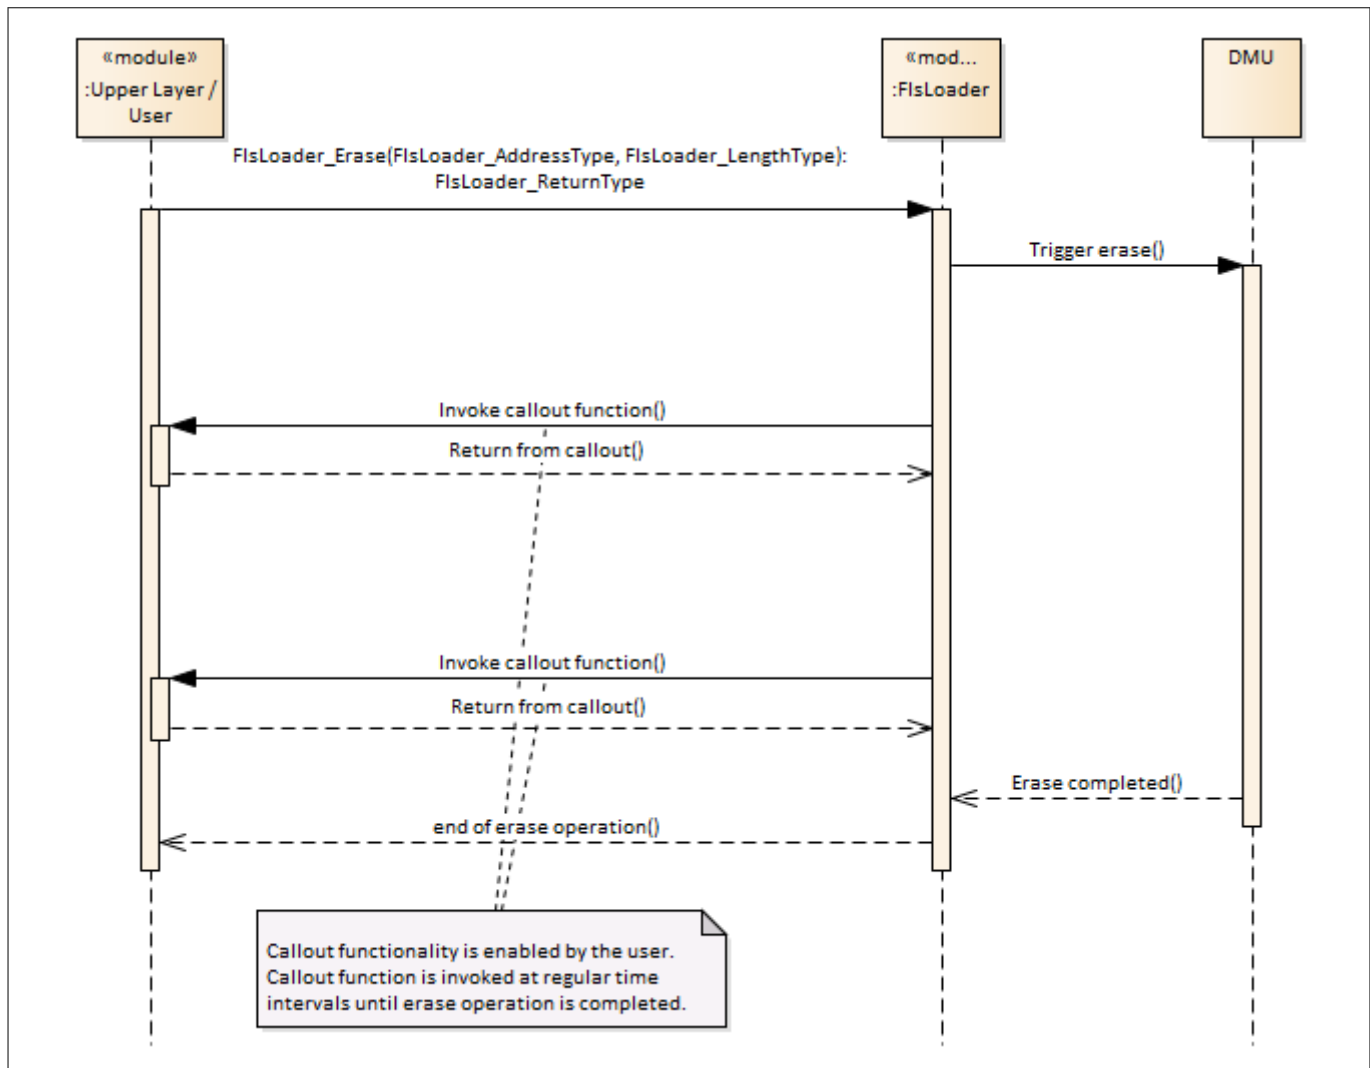 «module»
:Upper Layer /
User
«mod...
:FlsLoader
DMU
FlsLoader_Erase(FlsLoader_AddressType, FlsLoader_LengthType):
FlsLoader_ReturnType
Trigger erase()
Invoke callout function()
Return from callout()
Invoke callout function()
Return from callout()
Erase completed()
end of erase operation()
Callout functionality is enabled by the user.
Callout function is invoked at regular time
intervals until erase operation is completed.